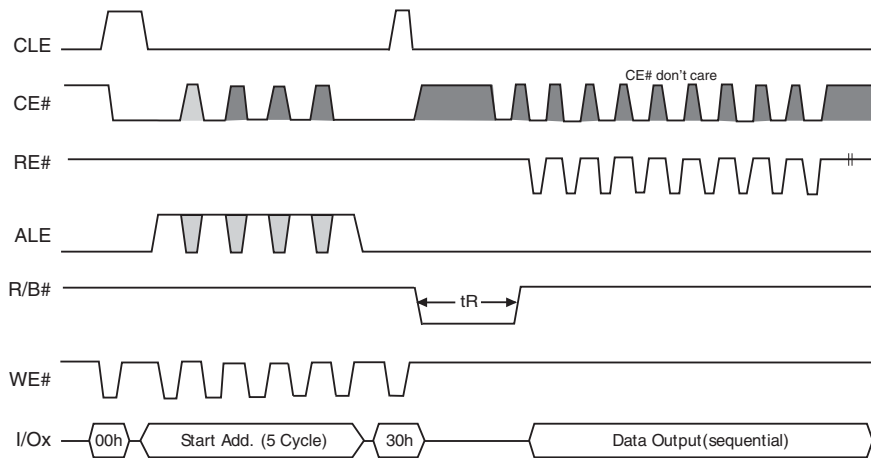 CLE
CE# don't care
CE#
RE#
ALE
R/B#
tR
WE#
I/Ox 00h Start Add. (5 Cycle) 30h Data Output(sequential)